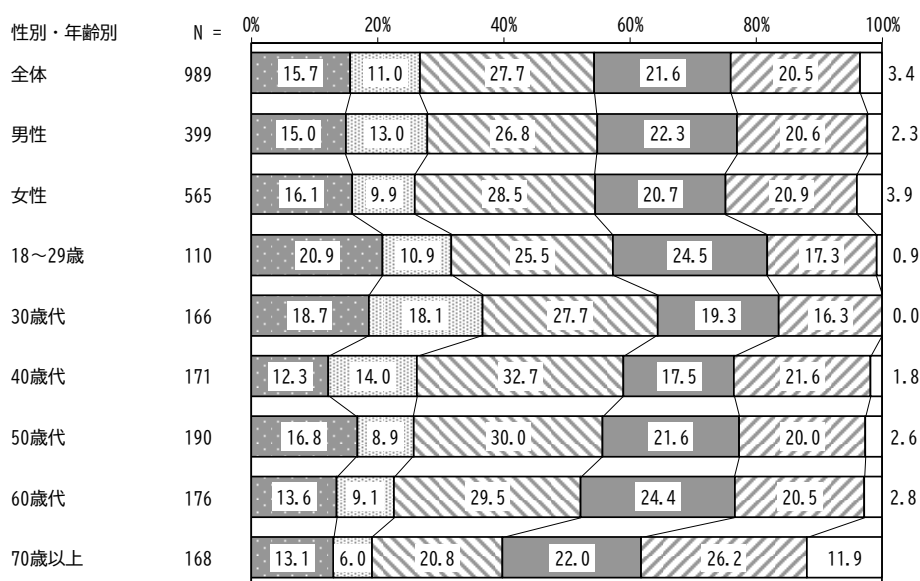 性別・年齢別 N = 0% 20% 40% 60% 80% 100%
全体 989 15.7 11.0 27.7 21.6 20.5 3.4
男性 399 15.0 13.0 26.8 22.3 20.6 2.3
女性 565 16.1 9.9 28.5 20.7 20.9 3.9
18～29歳 110 20.9 10.9 25.5 24.5 17.3 0.9
30歳代 166 18.7 18.1 27.7 19.3 16.3 0.0
40歳代 171 12.3 14.0 32.7 17.5 21.6 1.8
50歳代 190 16.8 8.9 30.0 21.6 20.0 2.6
60歳代 176 13.6 9.1 29.5 24.4 20.5 2.8
70歳以上 168 13.1 6.0 20.8 22.0 26.2 11.9